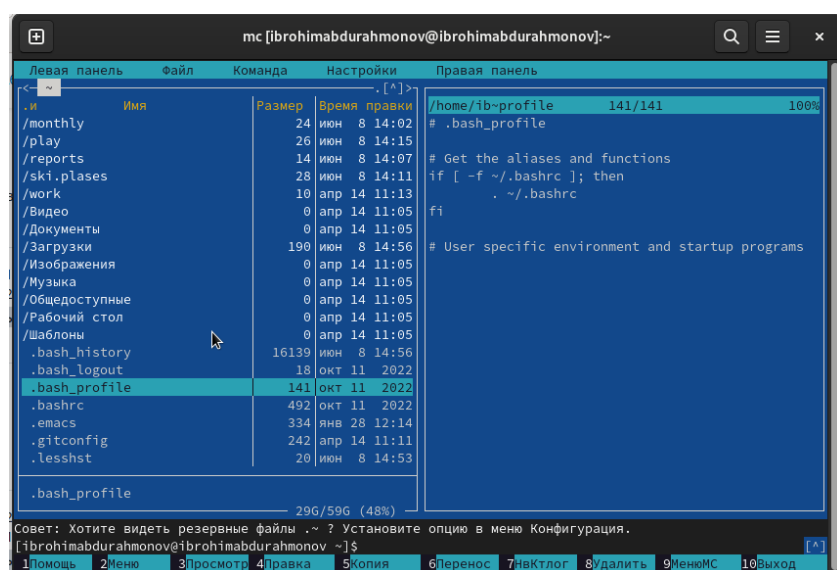 mc [ibrohimabdurahmonov@ibrohimabdurahmonov]:~
Левая панель Файл Команда Настройки Правая панель
<— ~ .[^]>
.и Имя Размер Время правки
/monthly 24 июн 8 14:02
/play 26 июн 8 14:15
/reports 14 июн 8 14:07
/ski.plases 28 июн 8 14:11
/work 10 апр 14 11:13
/Видео 0 апр 14 11:05
/Документы 0 апр 14 11:05
/Загрузки 190 июн 8 14:56
/Изображения 0 апр 14 11:05
/Музыка 0 апр 14 11:05
/Общедоступные 0 апр 14 11:05
/Рабочий стол 0 апр 14 11:05
/Шаблоны 0 апр 14 11:05
.bash_history 16139 июн 8 14:56
.bash_logout 18 окт 11 2022
.bash_profile 141 окт 11 2022
.bashrc 492 окт 11 2022
.emacs 334 янв 28 12:14
.gitconfig 242 апр 14 11:11
.lesshst 20 июн 8 14:53
.bash_profile
29G/59G (48%)
/home/ib~profile 141/141 100%
# .bash_profile
# Get the aliases and functions
if [ -f ~/.bashrc ]; then
. ~/.bashrc
fi
# User specific environment and startup programs
Совет: Хотите видеть резервные файлы .~ ? Установите опцию в меню Конфигурация.
[ibrohimabdurahmonov@ibrohimabdurahmonov ~]$ [^]
1Помощь 2Меню 3Просмотр 4Правка 5Копия 6Перенос 7НвКтлог 8Удалить 9МенюМС 10Выход